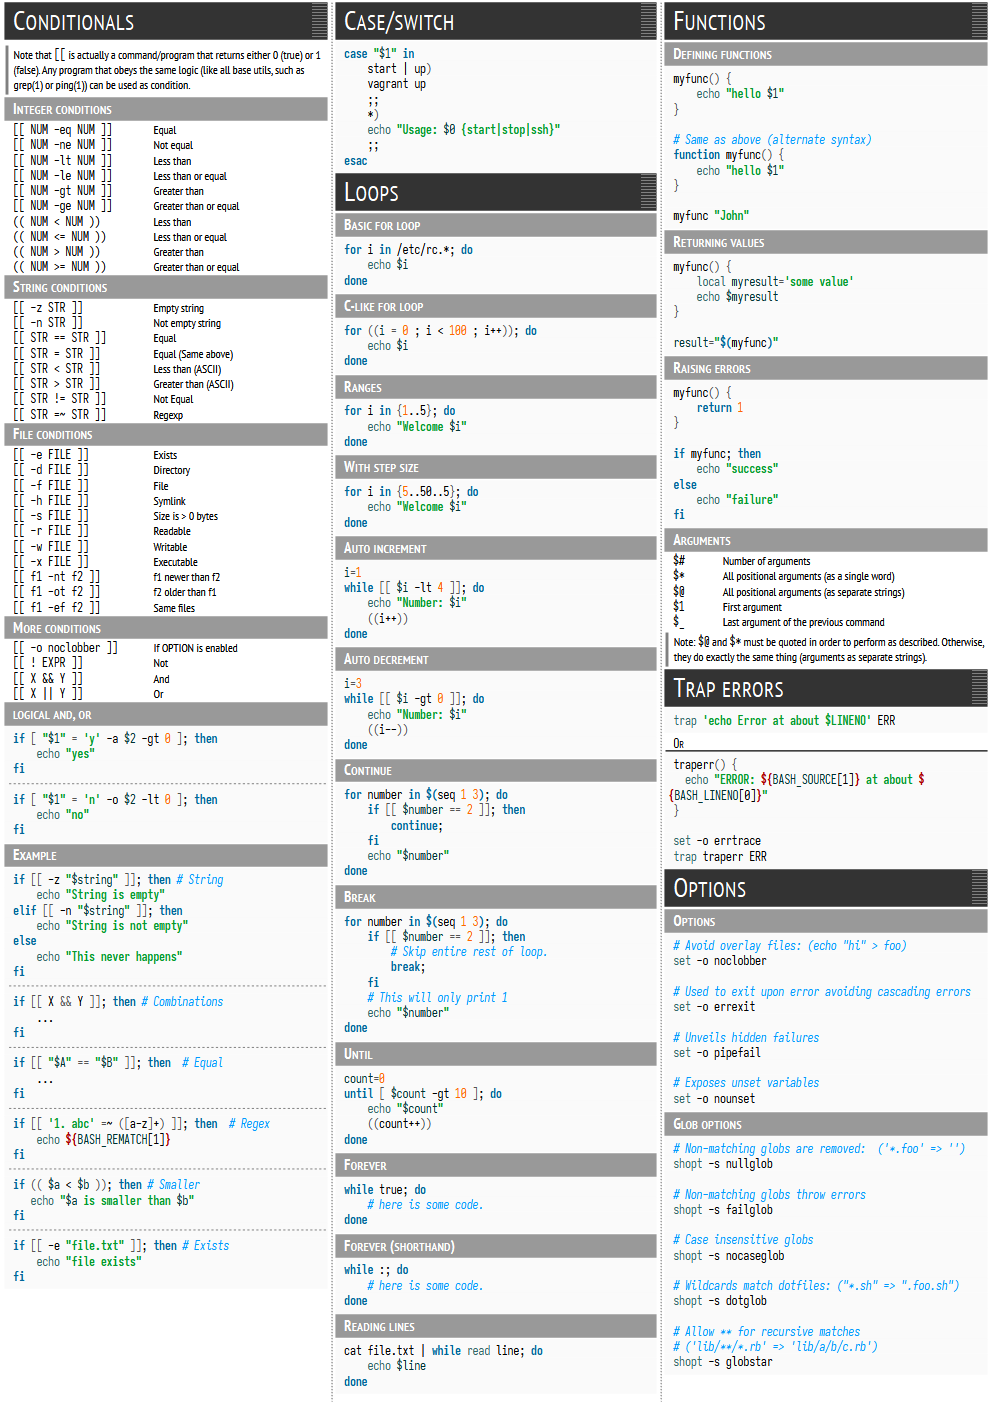 CONDITIONALS
Note that [[ is actually a command/program that returns either 0 (true) or 1
(false). Any program that obeys the same logic (like all base utils, such as
grep(1) or ping(1)) can be used as condition.
INTEGER CONDITIONS
[[ NUM -eq NUM ]] Equal
[[ NUM -ne NUM ]] Not equal
[[ NUM -lt NUM ]] Less than
[[ NUM -le NUM ]] Less than or equal
[[ NUM -gt NUM ]] Greater than
[[ NUM -ge NUM ]] Greater than or equal
(( NUM < NUM )) Less than
(( NUM <= NUM )) Less than or equal
(( NUM > NUM )) Greater than
(( NUM >= NUM )) Greater than or equal
STRING CONDITIONS
[[ -z STR ]] Empty string
[[ -n STR ]] Not empty string
[[ STR == STR ]] Equal
[[ STR = STR ]] Equal (Same above)
[[ STR < STR ]] Less than (ASCII)
[[ STR > STR ]] Greater than (ASCII)
[[ STR != STR ]] Not Equal
[[ STR =~ STR ]] Regexp
FILE CONDITIONS
[[ -e FILE ]] Exists
[[ -d FILE ]] Directory
[[ -f FILE ]] File
[[ -h FILE ]] Symlink
[[ -s FILE ]] Size is > 0 bytes
[[ -r FILE ]] Readable
[[ -w FILE ]] Writable
[[ -x FILE ]] Executable
[[ f1 -nt f2 ]] f1 newer than f2
[[ f1 -ot f2 ]] f2 older than f1
[[ f1 -ef f2 ]] Same files
MORE CONDITIONS
[[ -o noclobber ]] If OPTION is enabled
[[ ! EXPR ]] Not
[[ X && Y ]] And
[[ X || Y ]] Or
LOGICAL AND, OR
if [ "$1" = 'y' -a $2 -gt 0 ]; then
    echo "yes"
fi
if [ "$1" = 'n' -o $2 -lt 0 ]; then
    echo "no"
fi
EXAMPLE
if [[ -z "$string" ]]; then # String
    echo "String is empty"
elif [[ -n "$string" ]]; then
    echo "String is not empty"
else
    echo "This never happens"
fi
if [[ X && Y ]]; then # Combinations
    ...
fi
if [[ "$A" == "$B" ]]; then # Equal
    ...
fi
if [[ '1. abc' =~ ([a-z]+) ]]; then # Regex
    echo ${BASH_REMATCH[1]}
fi
if (( $a < $b )); then # Smaller
   echo "$a is smaller than $b"
fi
if [[ -e "file.txt" ]]; then # Exists
    echo "file exists"
fi
CASE/SWITCH
case "$1" in
    start | up)
    vagrant up
    ;;
    *)
    echo "Usage: $0 {start|stop|ssh}"
    ;;
esac
LOOPS
BASIC FOR LOOP
for i in /etc/rc.*; do
    echo $i
done
C-LIKE FOR LOOP
for ((i = 0 ; i < 100 ; i++)); do
    echo $i
done
RANGES
for i in {1..5}; do
    echo "Welcome $i"
done
WITH STEP SIZE
for i in {5..50..5}; do
    echo "Welcome $i"
done
AUTO INCREMENT
i=1
while [[ $i -lt 4 ]]; do
    echo "Number: $i"
    ((i++))
done
AUTO DECREMENT
i=3
while [[ $i -gt 0 ]]; do
    echo "Number: $i"
    ((i--))
done
CONTINUE
for number in $(seq 1 3); do
    if [[ $number == 2 ]]; then
        continue;
    fi
    echo "$number"
done
BREAK
for number in $(seq 1 3); do
    if [[ $number == 2 ]]; then
        # Skip entire rest of loop.
        break;
    fi
    # This will only print 1
    echo "$number"
done
UNTIL
count=0
until [ $count -gt 10 ]; do
    echo "$count"
    ((count++))
done
FOREVER
while true; do
    # here is some code.
done
FOREVER (SHORTHAND)
while :; do
    # here is some code.
done
READING LINES
cat file.txt | while read line; do
    echo $line
done
FUNCTIONS
DEFINING FUNCTIONS
myfunc() {
    echo "hello $1"
}
# Same as above (alternate syntax)
function myfunc() {
    echo "hello $1"
}
myfunc "John"
RETURNING VALUES
myfunc() {
    local myresult='some value'
    echo $myresult
}
result="$(myfunc)"
RAISING ERRORS
myfunc() {
    return 1
}
if myfunc; then
    echo "success"
else
    echo "failure"
fi
ARGUMENTS
$# Number of arguments
$* All positional arguments (as a single word)
$@ All positional arguments (as separate strings)
$1 First argument
$_ Last argument of the previous command
Note: $@ and $* must be quoted in order to perform as described. Otherwise,
they do exactly the same thing (arguments as separate strings).
TRAP ERRORS
trap 'echo Error at about $LINENO' ERR
OR
traperr() {
  echo "ERROR: ${BASH_SOURCE[1]} at about $
{BASH_LINENO[0]}"
}
set -o errtrace
trap traperr ERR
OPTIONS
OPTIONS
# Avoid overlay files: (echo "hi" > foo)
set -o noclobber
# Used to exit upon error avoiding cascading errors
set -o errexit
# Unveils hidden failures
set -o pipefail
# Exposes unset variables
set -o nounset
GLOB OPTIONS
# Non-matching globs are removed: ('*.foo' => '')
shopt -s nullglob
# Non-matching globs throw errors
shopt -s failglob
# Case insensitive globs
shopt -s nocaseglob
# Wildcards match dotfiles: ("*.sh" => ".foo.sh")
shopt -s dotglob
# Allow ** for recursive matches
# ('lib/**/*.rb' => 'lib/a/b/c.rb')
shopt -s globstar